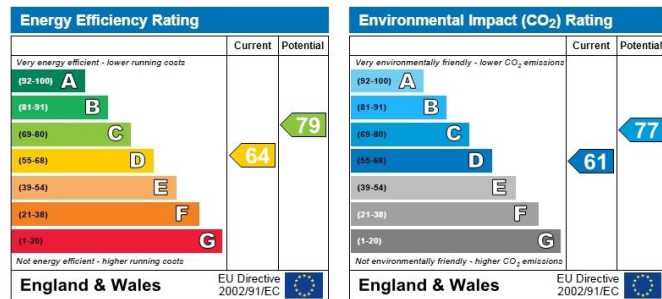 Energy Efficiency Rating
Current Potential
Very energy efficient - lower running costs
(92-100) A
(81-91) B
(69-80) C
(55-68) D
(39-54) E
(21-38) F
(1-20) G
64
79
Not energy efficient - higher running costs
England & Wales
EU Directive
2002/91/EC
Environmental Impact (CO₂) Rating
Current Potential
Very environmentally friendly - lower CO₂ emissions
(92-100) A
(81-91) B
(69-80) C
(55-68) D
(39-54) E
(21-38) F
(1-20) G
61
77
Not environmentally friendly - higher CO₂ emissions
England & Wales
EU Directive
2002/91/EC